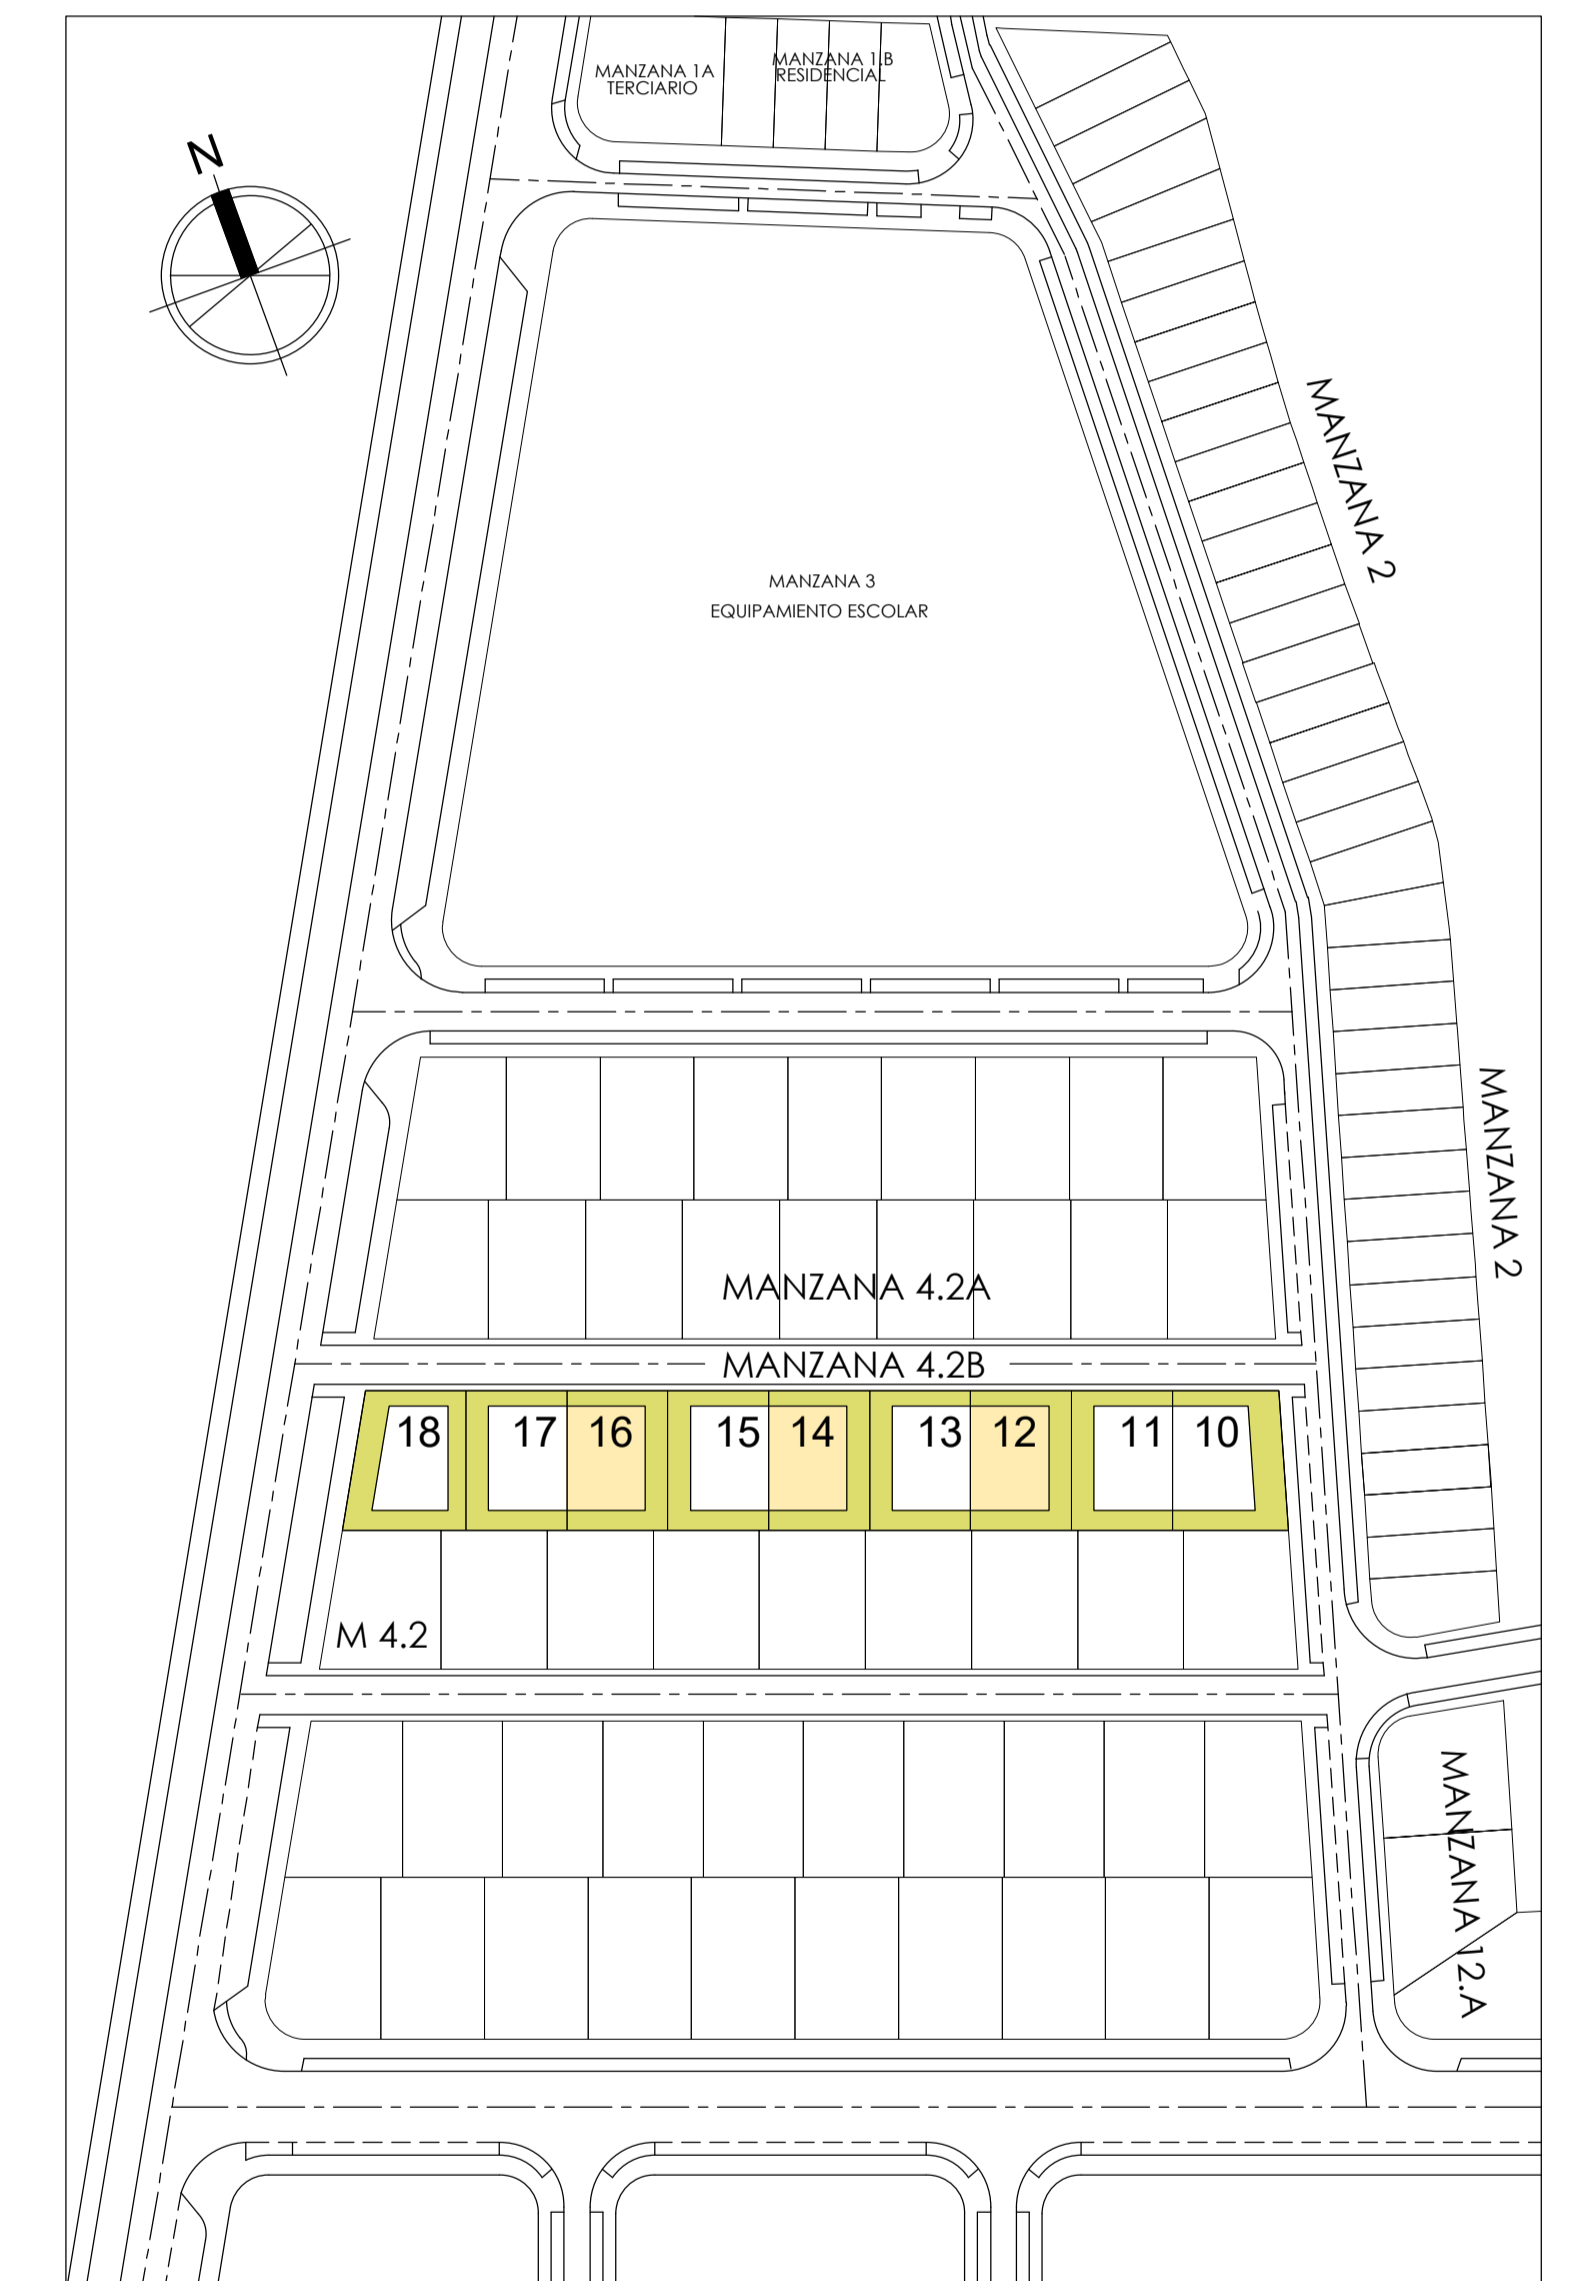 MANZANA 1A
TERCIARIO
MANZANA 1.B
RESIDENCIAL
N
MANZANA 2
MANZANA 3
EQUIPAMIENTO ESCOLAR
MANZANA 2
MANZANA 4.2A
MANZANA 4.2B
18 17 16 15 14 13 12 11 10
M 4.2
MANZANA 12.A